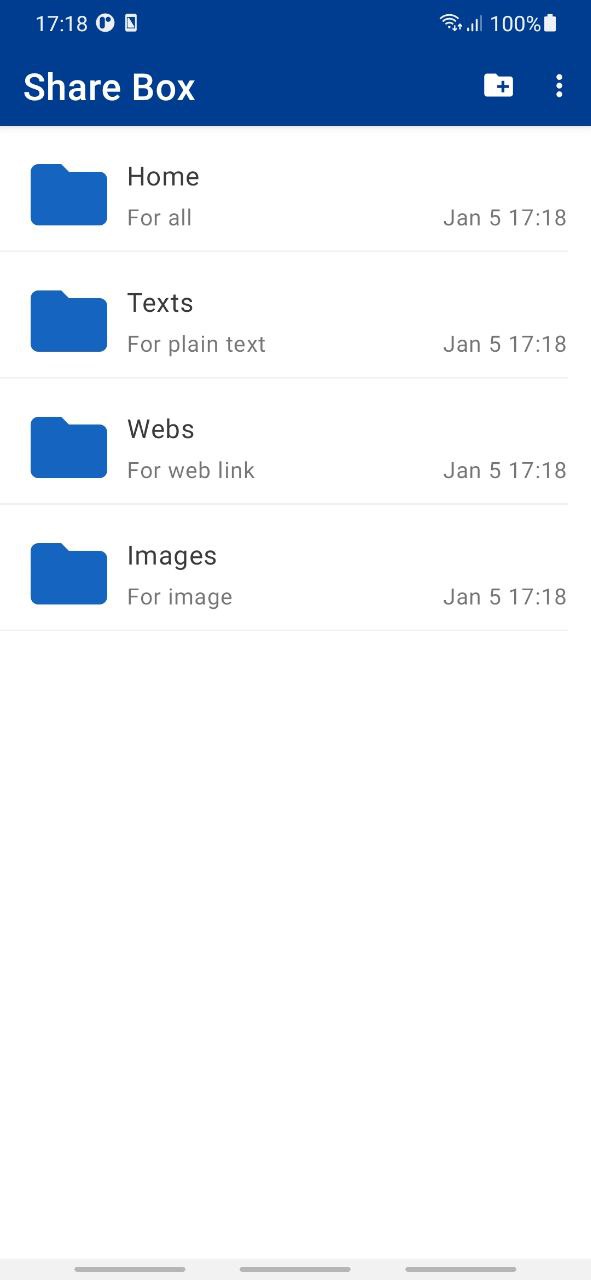 17:18 100%
Share Box
Home
For all Jan 5 17:18
Texts
For plain text Jan 5 17:18
Webs
For web link Jan 5 17:18
Images
For image Jan 5 17:18